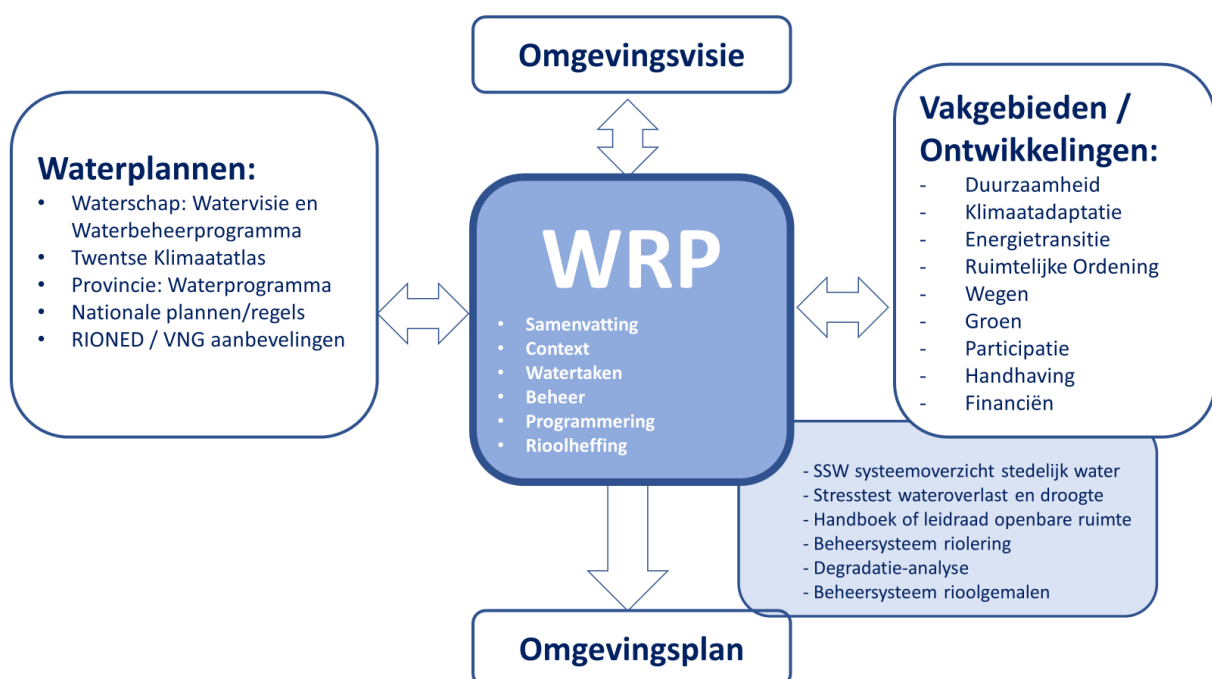 Omgevingsvisie
Waterplannen:
• Waterschap: Watervisie en
Waterbeheerprogramma
• Twentse Klimaatatlas
• Provincie: Waterprogramma
• Nationale plannen/regels
• RIONED / VNG aanbevelingen
WRP
• Samenvatting
• Context
• Watertaken
• Beheer
• Programmering
• Rioolheffing
Vakgebieden /
Ontwikkelingen:
- Duurzaamheid
- Klimaatadaptatie
- Energietransitie
- Ruimtelijke Ordening
- Wegen
- Groen
- Participatie
- Handhaving
- Financiën
- SSW systeemoverzicht stedelijk water
- Stresstest wateroverlast en droogte
- Handboek of leidraad openbare ruimte
- Beheersysteem riolering
- Degradatie-analyse
- Beheersysteem rioolgemalen
Omgevingsplan